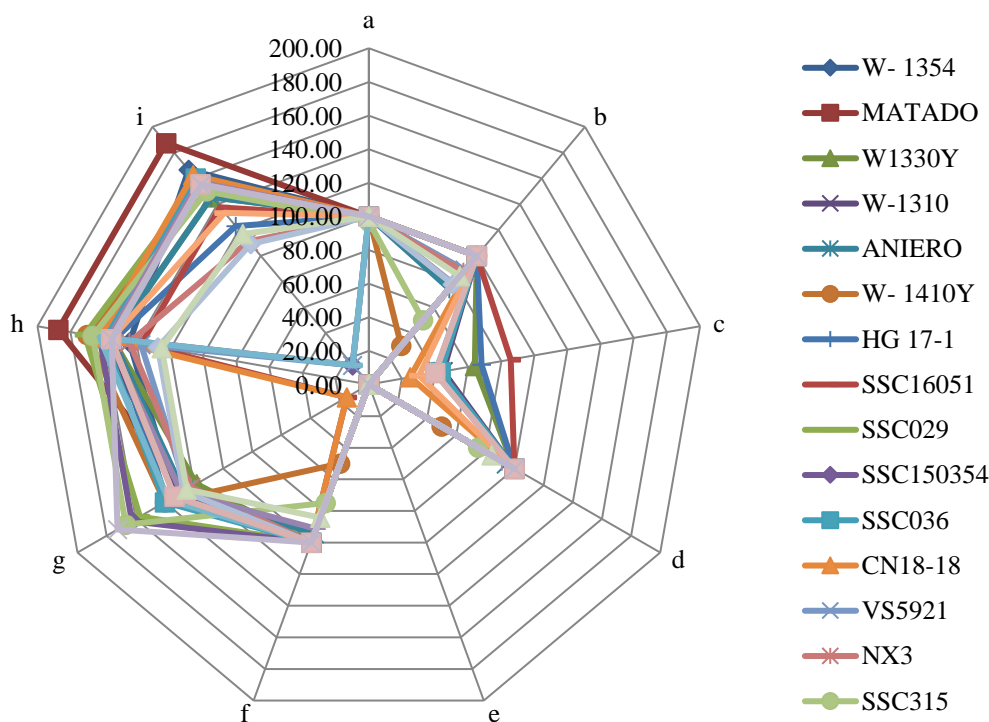 a
200.00
180.00
160.00
140.00
120.00
100.00
80.00
60.00
40.00
20.00
0.00
b
c
d
e
f
g
h
i
W- 1354
MATADO
W1330Y
W-1310
ANIERO
W- 1410Y
HG 17-1
SSC16051
SSC029
SSC150354
SSC036
CN18-18
VS5921
NX3
SSC315